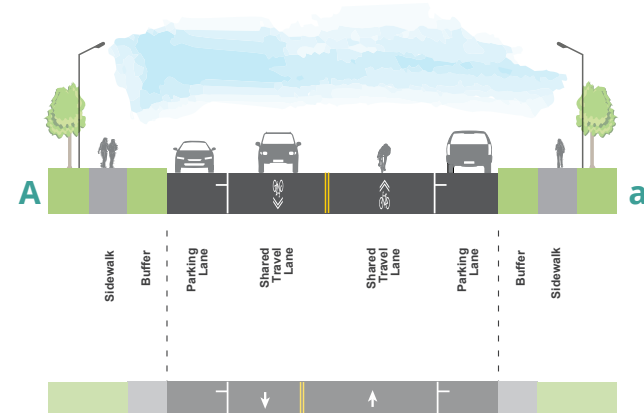 A
a
Sidewalk
Buffer
Parking
Lane
Shared
Travel
Lane
Shared
Travel
Lane
Parking
Lane
Buffer
Sidewalk